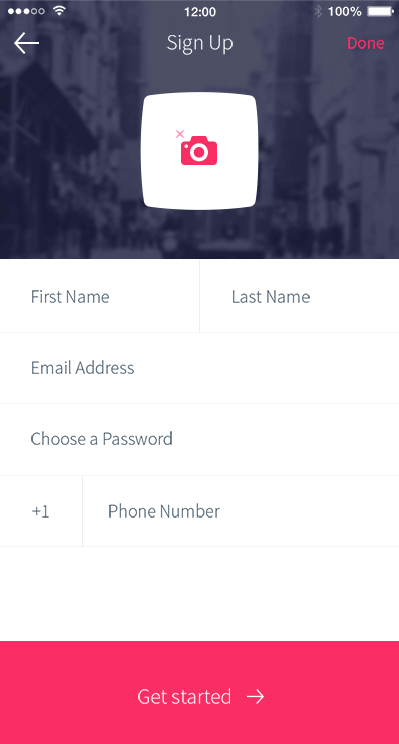 12:00 100%
Sign Up Done
First Name Last Name
Email Address
Choose a Password
+1 Phone Number
Get started